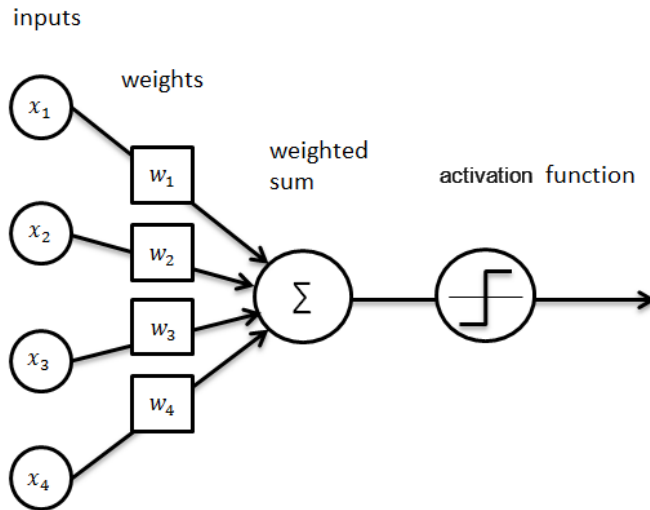 inputs
weights
weighted
sum
activation function
x₁
w₁
x₂
w₂
Σ
w₃
x₃
w₄
x₄